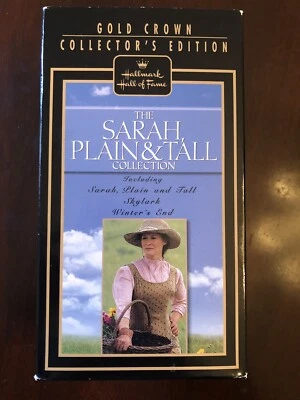 GOLD CROWN
COLLECTOR'S EDITION
Hallmark
Hall of Fame
THE
SARAH,
PLAIN & TALL
COLLECTION
Including
Sarah, Plain and Tall
Skylark
Winter's End